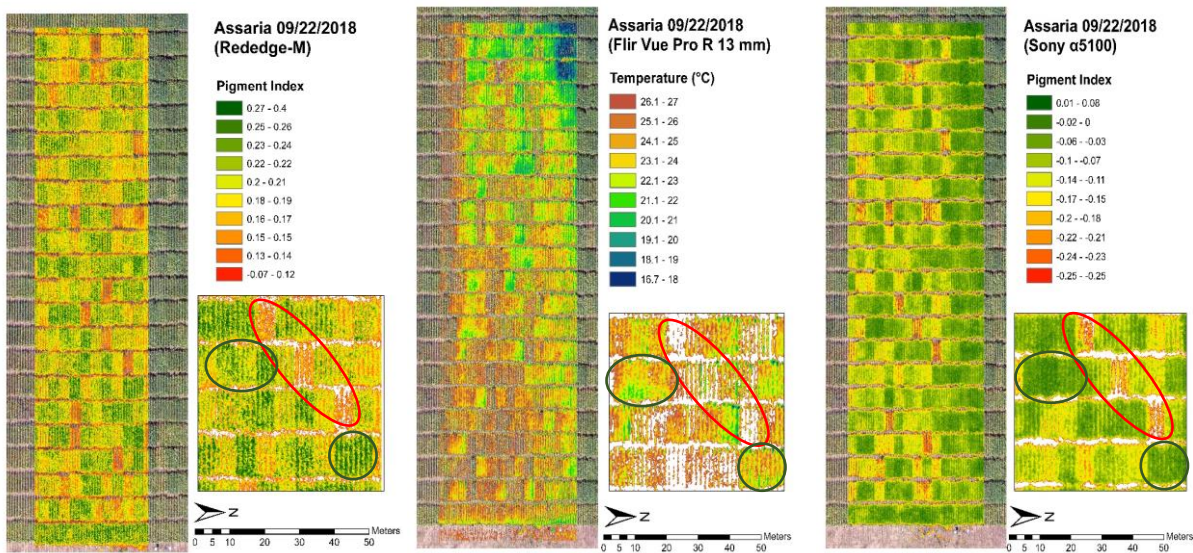 Assaria 09/22/2018
(Rededge-M)
Pigment Index
0.27 - 0.4
0.25 - 0.26
0.23 - 0.24
0.22 - 0.22
0.2 - 0.21
0.18 - 0.19
0.16 - 0.17
0.15 - 0.15
0.13 - 0.14
-0.07 - 0.12
N
Meters
0 5 10 20 30 40 50
Assaria 09/22/2018
(Flir Vue Pro R 13 mm)
Temperature (°C)
26.1 - 27
25.1 - 26
24.1 - 25
23.1 - 24
22.1 - 23
21.1 - 22
20.1 - 21
19.1 - 20
18.1 - 19
16.7 - 18
N
Meters
0 5 10 20 30 40 50
Assaria 09/22/2018
(Sony α5100)
Pigment Index
0.01 - 0.08
-0.02 - 0
-0.06 - -0.03
-0.1 - -0.07
-0.14 - -0.11
-0.17 - -0.15
-0.2 - -0.18
-0.22 - -0.21
-0.24 - -0.23
-0.25 - -0.25
N
Meters
0 5 10 20 30 40 50